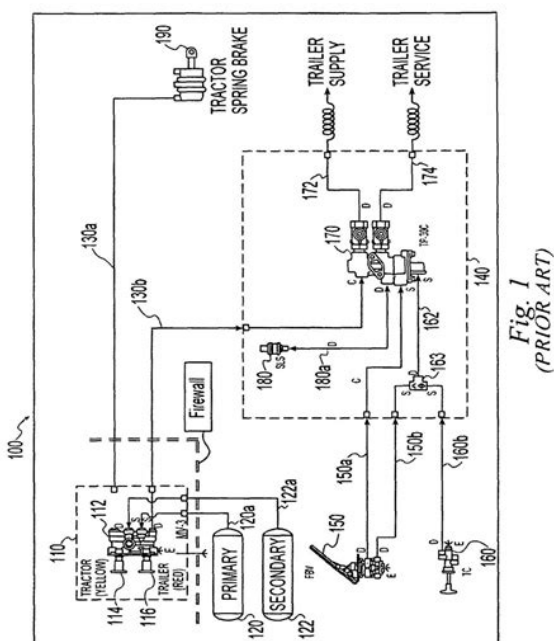 100
110
112
TRACTOR
(YELLOW)
114
116
TRAILER
(RED)
D
S
S
D
MV-3
E
Firewall
130a
130b
190
TRACTOR
SPRING BRAKE
120a
122a
PRIMARY
120
SECONDARY
122
180
SLS
D
180a
C
170
D
D
172
174
TRAILER
SUPPLY
TRAILER
SERVICE
C
D
S
S
162
D
S
S
163
140
150a
150b
160b
FBV
150
E
TC
E
160
Fig. 1
(PRIOR ART)